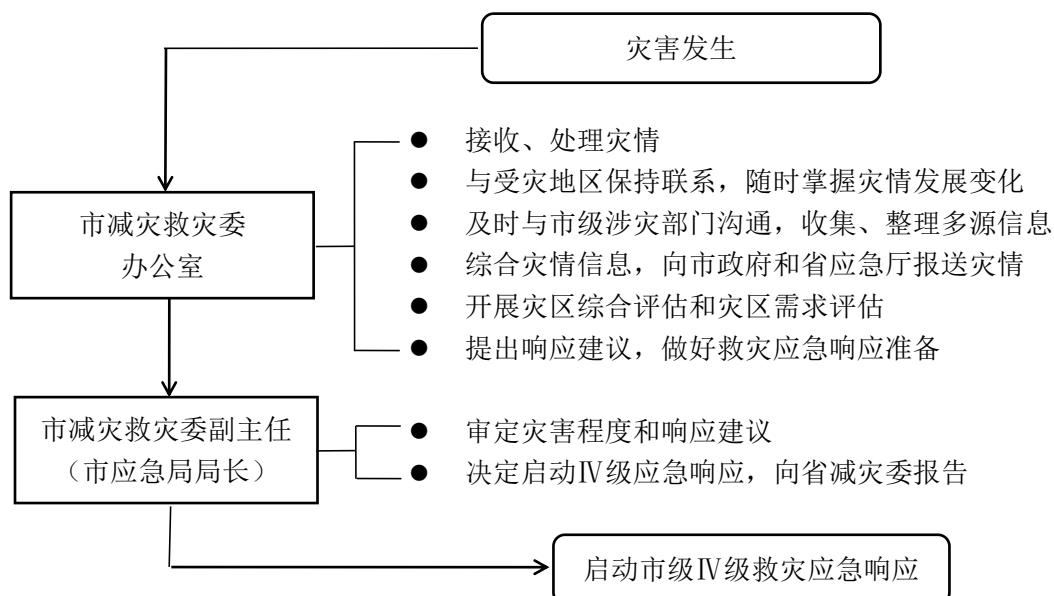 灾害发生
接收、处理灾情
与受灾地区保持联系，随时掌握灾情发展变化
及时与市级涉灾部门沟通，收集、整理多源信息
综合灾情信息，向市政府和省应急厅报送灾情
开展灾区综合评估和灾区需求评估
提出响应建议，做好救灾应急响应准备
市减灾救灾委
办公室
市减灾救灾委副主任
（市应急局局长）
审定灾害程度和响应建议
决定启动Ⅳ级应急响应，向省减灾委报告
启动市级Ⅳ级救灾应急响应